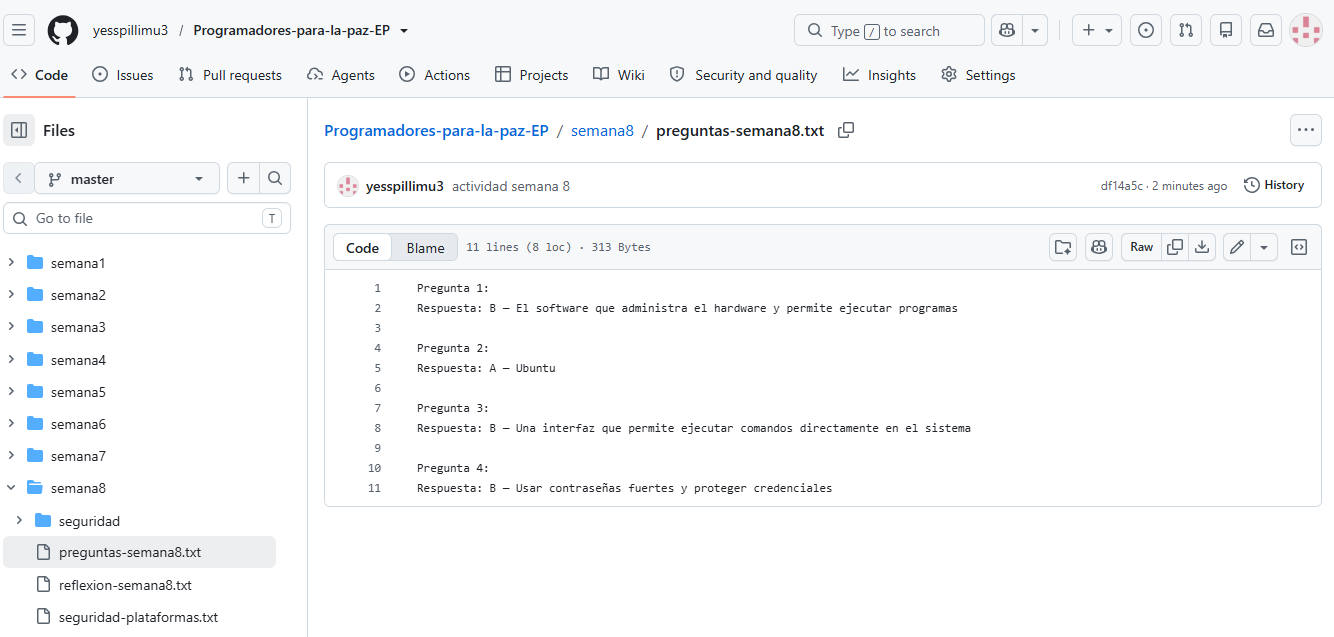 yesspillimu3 / Programadores-para-la-paz-EP
Type / to search
Code Issues Pull requests Agents Actions Projects Wiki Security and quality Insights Settings
Files
master
Go to file T
semana1
semana2
semana3
semana4
semana5
semana6
semana7
semana8
seguridad
preguntas-semana8.txt
reflexion-semana8.txt
seguridad-plataformas.txt
Programadores-para-la-paz-EP / semana8 / preguntas-semana8.txt
yesspillimu3 actividad semana 8 df14a5c · 2 minutes ago History
Code Blame 11 lines (8 loc) · 313 Bytes Raw
1 Pregunta 1:
2 Respuesta: B — El software que administra el hardware y permite ejecutar programas
3
4 Pregunta 2:
5 Respuesta: A — Ubuntu
6
7 Pregunta 3:
8 Respuesta: B — Una interfaz que permite ejecutar comandos directamente en el sistema
9
10 Pregunta 4:
11 Respuesta: B — Usar contraseñas fuertes y proteger credenciales